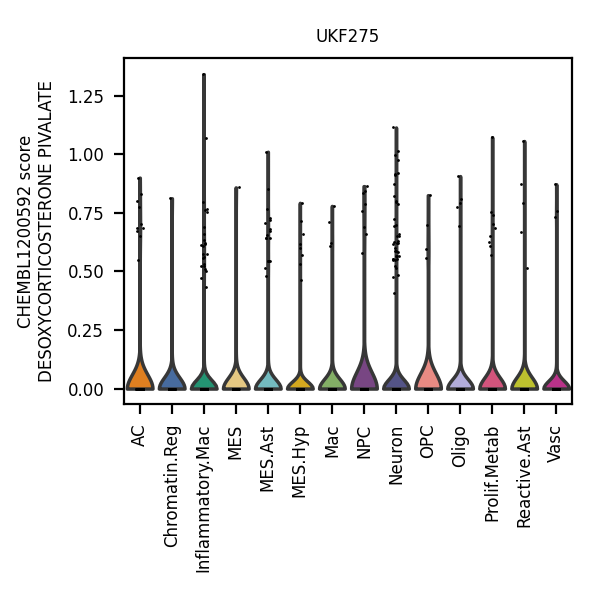 UKF275
CHEMBL1200592 score
DESOXYCORTICOSTERONE PIVALATE
1.25
1.00
0.75
0.50
0.25
0.00
AC
Chromatin.Reg
Inflammatory.Mac
MES
MES.Ast
MES.Hyp
Mac
NPC
Neuron
OPC
Oligo
Prolif.Metab
Reactive.Ast
Vasc